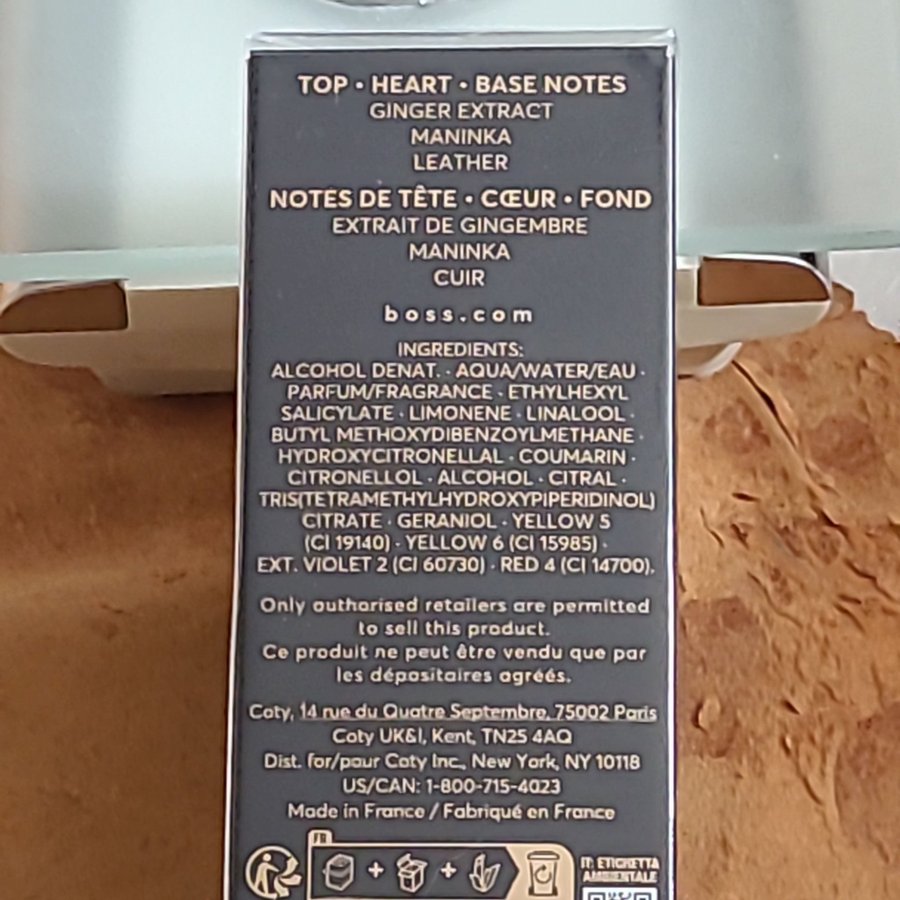 TOP • HEART • BASE NOTES
GINGER EXTRACT
MANINKA
LEATHER
NOTES DE TÊTE • CŒUR • FOND
EXTRAIT DE GINGEMBRE
MANINKA
CUIR
boss.com
INGREDIENTS:
ALCOHOL DENAT. · AQUA/WATER/EAU ·
PARFUM/FRAGRANCE · ETHYLHEXYL
SALICYLATE · LIMONENE · LINALOOL ·
BUTYL METHOXYDIBENZOYLMETHANE ·
HYDROXYCITRONELLAL · COUMARIN ·
CITRONELLOL · ALCOHOL · CITRAL ·
TRIS(TETRAMETHYLHYDROXYPIPERIDINOL)
CITRATE · GERANIOL · YELLOW 5
(CI 19140) · YELLOW 6 (CI 15985) ·
EXT. VIOLET 2 (CI 60730) · RED 4 (CI 14700).
Only authorised retailers are permitted
to sell this product.
Ce produit ne peut être vendu que par
les dépositaires agréés.
Coty, 14 rue du Quatre Septembre, 75002 Paris
Coty UK&I, Kent, TN25 4AQ
Dist. for/pour Coty Inc., New York, NY 10118
US/CAN: 1-800-715-4023
Made in France / Fabriqué en France
FR
IT: ETICHETTA
AMBIENTALE